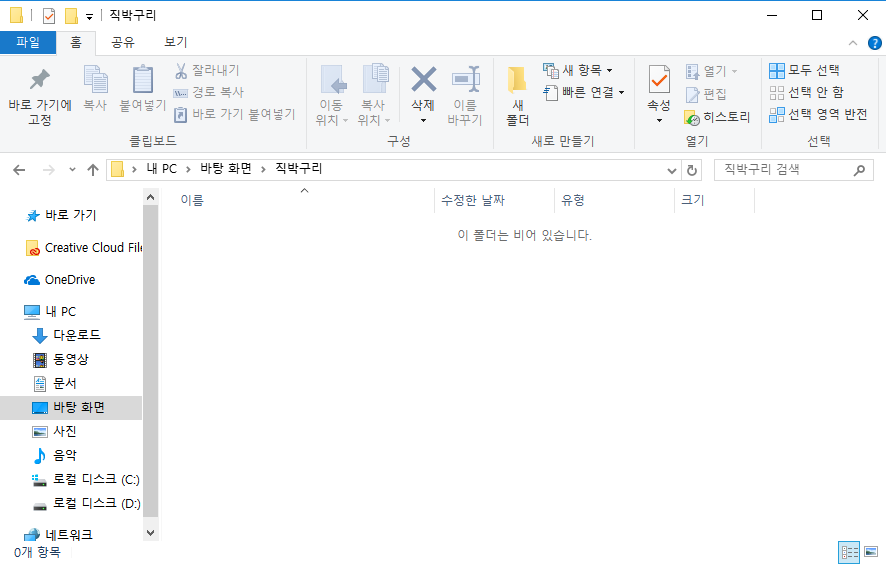 직박구리
파일 홈 공유 보기
바로 가기에 고정
복사
붙여넣기
잘라내기
경로 복사
바로 가기 붙여넣기
클립보드
이동 위치
복사 위치
삭제
이름 바꾸기
구성
새 폴더
새 항목
빠른 연결
새로 만들기
속성
열기
편집
히스토리
열기
모두 선택
선택 안 함
선택 영역 반전
선택
내 PC > 바탕 화면 > 직박구리
직박구리 검색
이름 수정한 날짜 유형 크기
이 폴더는 비어 있습니다.
바로 가기
Creative Cloud File
OneDrive
내 PC
다운로드
동영상
문서
바탕 화면
사진
음악
로컬 디스크 (C:)
로컬 디스크 (D:)
네트워크
0개 항목